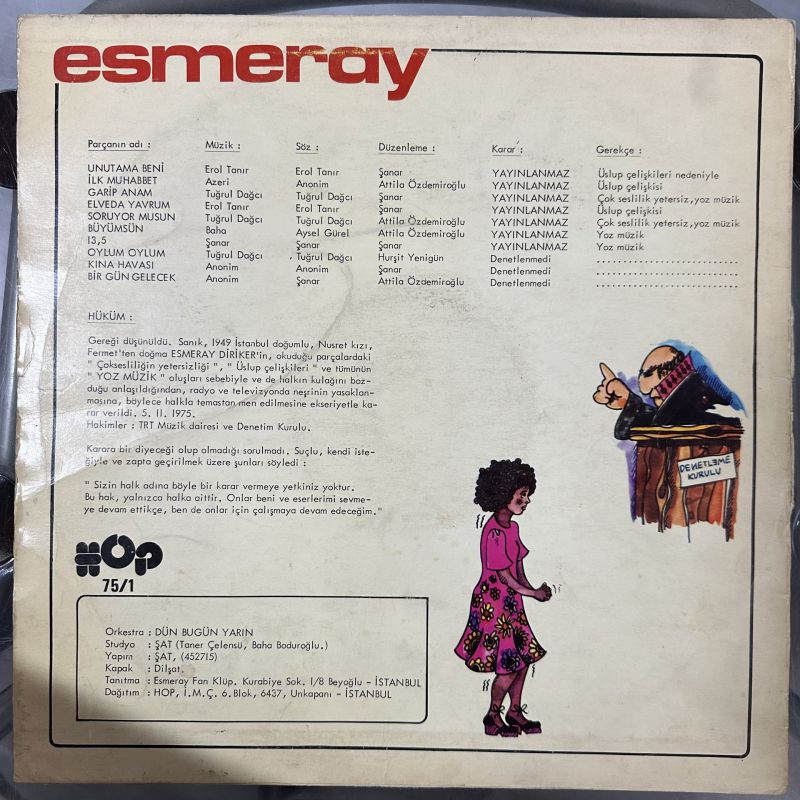 esmeray
Parçanın adı : Müzik : Söz : Düzenleme : Karar : Gerekçe :
UNUTAMA BENİ Erol Tanır Erol Tanır Şanar YAYINLANMAZ Üslup çelişkileri nedeniyle
İLK MUHABBET Azeri Anonim Attila Özdemiroğlu YAYINLANMAZ Üslup çelişkisi
GARİP ANAM Tuğrul Dağcı Tuğrul Dağcı Şanar YAYINLANMAZ Çok seslilik yetersiz,yoz müzik
ELVEDA YAVRUM Erol Tanır Erol Tanır Şanar YAYINLANMAZ Üslup çelişkisi
SORUYOR MUSUN Tuğrul Dağcı Tuğrul Dağcı Attila Özdemiroğlu YAYINLANMAZ Çok seslilik yetersiz,yoz müzik
BÜYÜMSÜN Baha Aysel Gürel Attila Özdemiroğlu YAYINLANMAZ Yoz müzik
13,5 Şanar Şanar Şanar YAYINLANMAZ Yoz müzik
OYLUM OYLUM Tuğrul Dağcı Tuğrul Dağcı Hurşit Yenigün Denetlenmedi
KINA HAVASI Anonim Anonim Şanar Denetlenmedi
BİR GÜN GELECEK Anonim Şanar Attila Özdemiroğlu Denetlenmedi
HÜKÜM :
Gereği düşünüldü. Sanık, 1949 İstanbul doğumlu, Nusret kızı,
Fermet'ten doğma ESMERAY DİRİKER'in, okuduğu parçalardaki
" Çoksesliliğin yetersizliği ", " Üslup çelişkileri " ve tümünün
" YOZ MÜZİK " oluşları sebebiyle ve de halkın kulağını boz-
duğu anlaşıldığından, radyo ve televizyonda neşrinin yasaklan-
masına, böylece halkla temastan men edilmesine ekseriyetle ka-
rar verildi. 5. II. 1975.
Hakimler : TRT Müzik dairesi ve Denetim Kurulu.
Karara bir diyeceği olup olmadığı sorulmadı. Suçlu, kendi iste-
ğiyle ve zapta geçirilmek üzere şunları söyledi :
" Sizin halk adına böyle bir karar vermeye yetkiniz yoktur.
Bu hak, yalnızca halka aittir. Onlar beni ve eserlerimi sevme-
ye devam ettikçe, ben de onlar için çalışmaya devam edeceğim."
DENETLEME
KURULU
HOP
75/1
Orkestra : DÜN BUGÜN YARIN
Studyo : ŞAT (Taner Çelensü, Baha Boduroğlu.)
Yapım : ŞAT, (452715)
Kapak : Dilşat.
Tanıtma : Esmeray Fan Klüp. Kurabiye Sok. 1/8 Beyoğlu - İSTANBUL
Dağıtım : HOP, İ.M.Ç. 6.Blok, 6437, Unkapanı - İSTANBUL